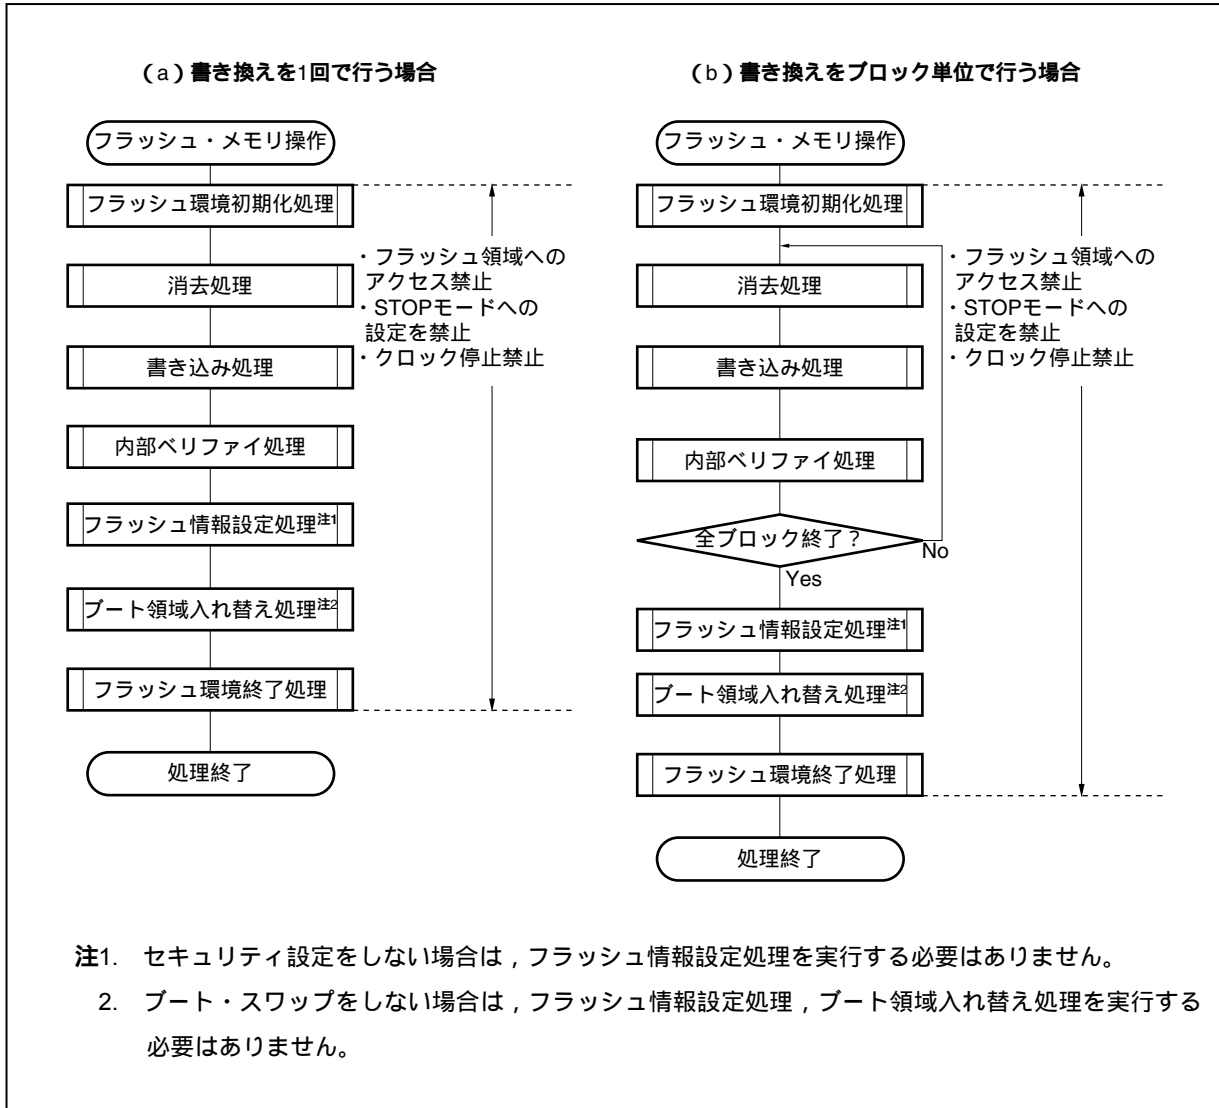 （a）書き換えを1回で行う場合
フラッシュ・メモリ操作
フラッシュ環境初期化処理
消去処理
書き込み処理
内部ベリファイ処理
フラッシュ情報設定処理注1
ブート領域入れ替え処理注2
フラッシュ環境終了処理
処理終了
・フラッシュ領域への
アクセス禁止
・STOPモードへの
設定を禁止
・クロック停止禁止
（b）書き換えをブロック単位で行う場合
フラッシュ・メモリ操作
フラッシュ環境初期化処理
消去処理
書き込み処理
内部ベリファイ処理
全ブロック終了？
No
Yes
フラッシュ情報設定処理注1
ブート領域入れ替え処理注2
フラッシュ環境終了処理
処理終了
・フラッシュ領域への
アクセス禁止
・STOPモードへの
設定を禁止
・クロック停止禁止
注1. セキュリティ設定をしない場合は，フラッシュ情報設定処理を実行する必要はありません。
2. ブート・スワップをしない場合は，フラッシュ情報設定処理，ブート領域入れ替え処理を実行する
必要はありません。